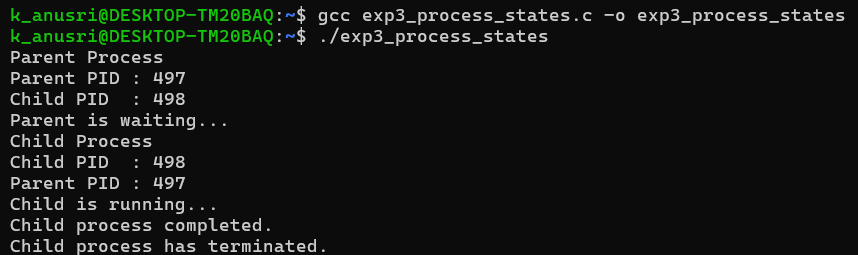 k_anusri@DESKTOP-TM20BAQ:~$ gcc exp3_process_states.c -o exp3_process_states
k_anusri@DESKTOP-TM20BAQ:~$ ./exp3_process_states
Parent Process
Parent PID : 497
Child PID  : 498
Parent is waiting...
Child Process
Child PID  : 498
Parent PID : 497
Child is running...
Child process completed.
Child process has terminated.